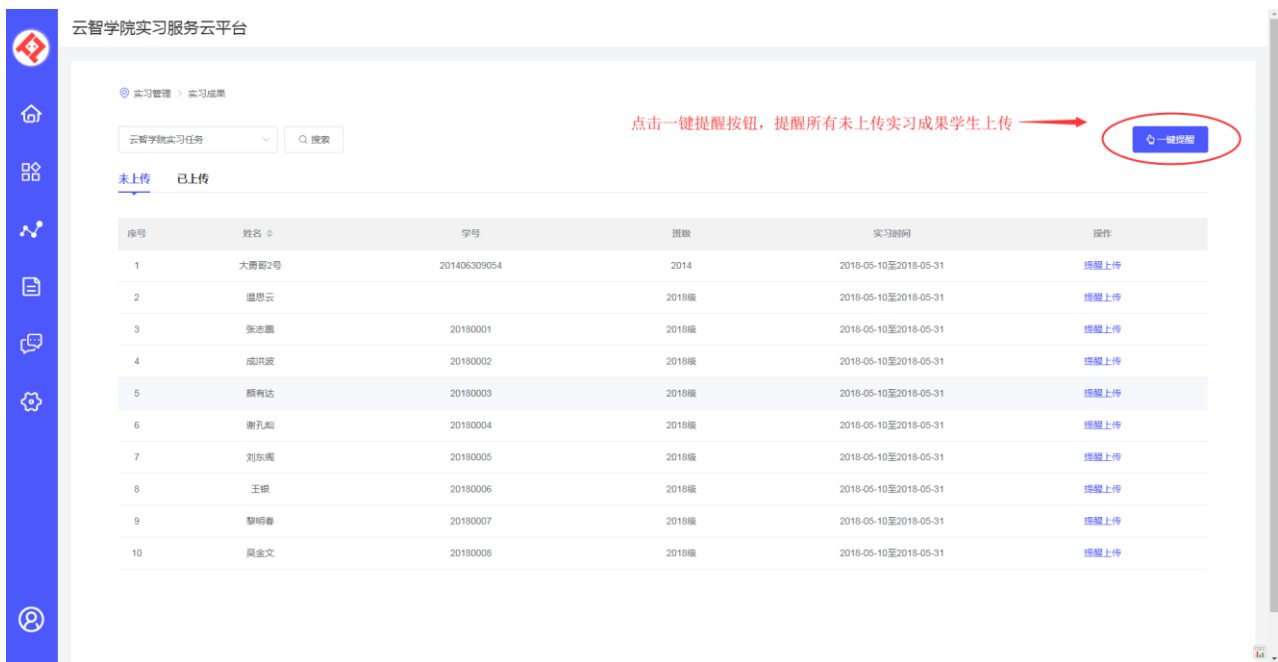 云智学院实习服务云平台
实习管理 > 实习成果
点击一键提醒按钮，提醒所有未上传实习成果学生上传
云智学院实习任务 搜索 一键提醒
未上传 已上传
序号 姓名 学号 班级 实习时间 操作
1 大勇哥2号 201406309054 2014 2018-05-10至2018-05-31 提醒上传
2 温思云 2018级 2018-05-10至2018-05-31 提醒上传
3 张志鹏 20180001 2018级 2018-05-10至2018-05-31 提醒上传
4 成洪波 20180002 2018级 2018-05-10至2018-05-31 提醒上传
5 颜有达 20180003 2018级 2018-05-10至2018-05-31 提醒上传
6 谢孔灿 20180004 2018级 2018-05-10至2018-05-31 提醒上传
7 刘东阁 20180005 2018级 2018-05-10至2018-05-31 提醒上传
8 王银 20180006 2018级 2018-05-10至2018-05-31 提醒上传
9 黎明春 20180007 2018级 2018-05-10至2018-05-31 提醒上传
10 吴金文 20180008 2018级 2018-05-10至2018-05-31 提醒上传